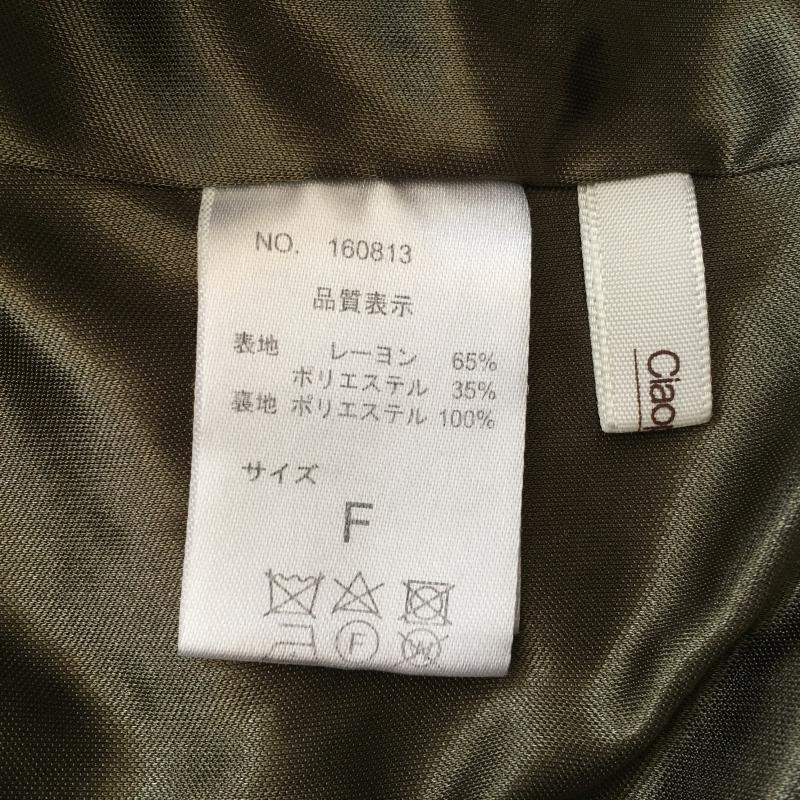 NO. 160813
品質表示
表地 レーヨン 65%
ポリエステル 35%
裏地 ポリエステル 100%
サイズ
F
F
W
Ciao